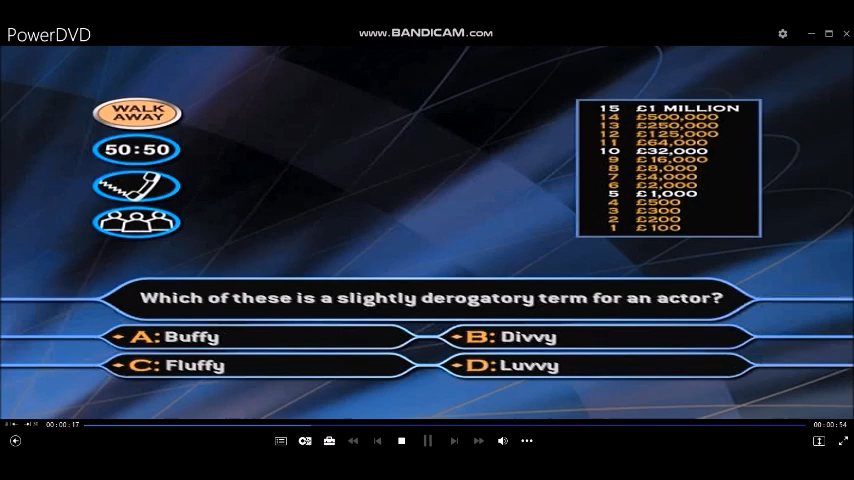 PowerDVD
www.BANDICAM.com
WALK
AWAY
50:50
15 £1 MILLION
14 £500,000
13 £250,000
12 £125,000
11 £64,000
10 £32,000
9 £16,000
8 £8,000
7 £4,000
6 £2,000
5 £1,000
4 £500
3 £300
2 £200
1 £100
Which of these is a slightly derogatory term for an actor?
A: Buffy
B: Divvy
C: Fluffy
D: Luvvy
00:00:17
00:00:54